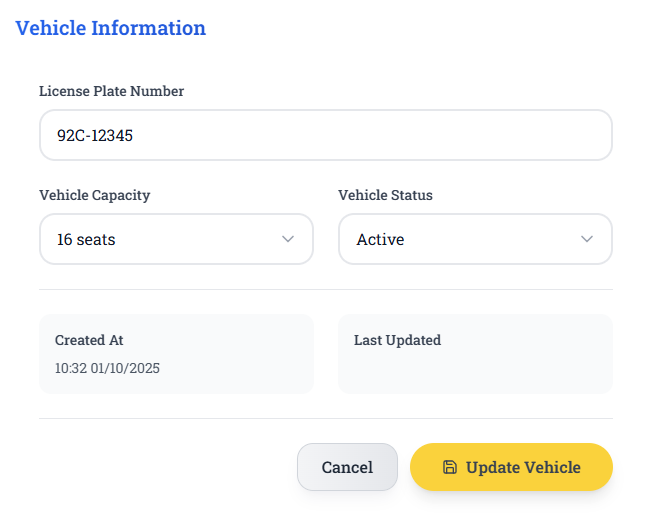 Vehicle Information
License Plate Number
92C-12345
Vehicle Capacity
Vehicle Status
16 seats
Active
Created At
Last Updated
10:32 01/10/2025
Cancel
Update Vehicle